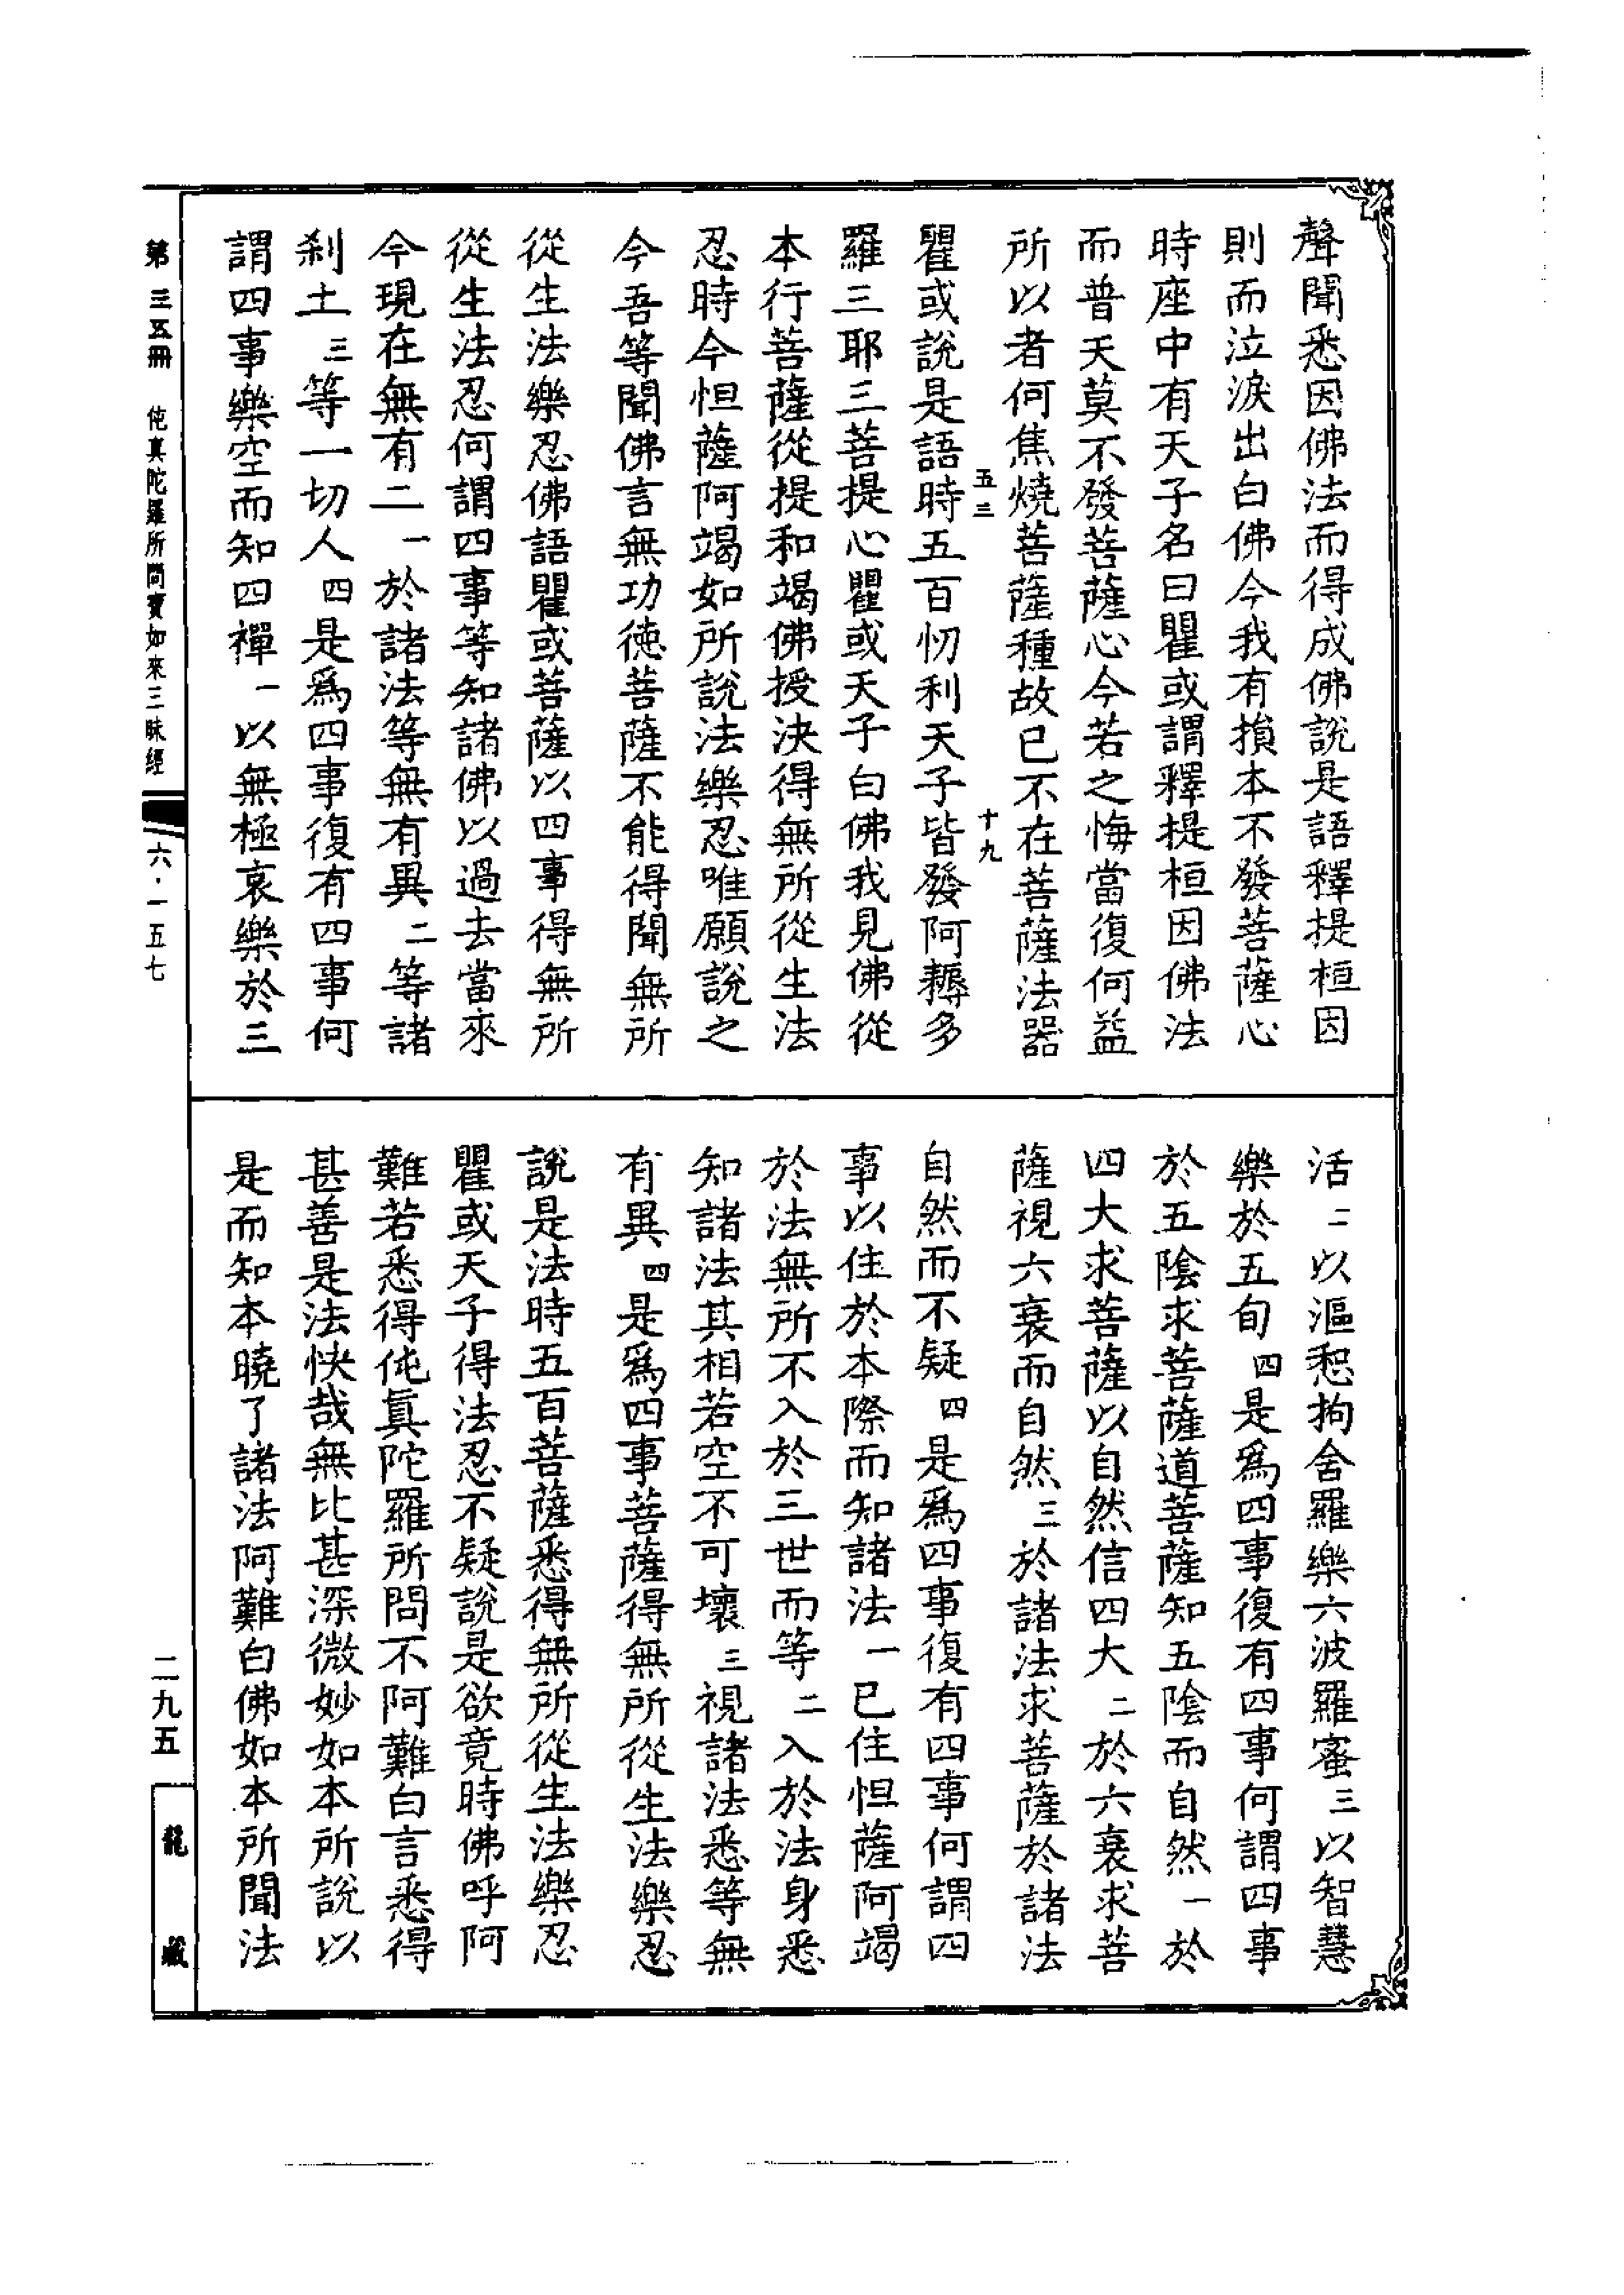 聲聞悉因佛法而得成佛說是語釋提桓因
則而泣淚出白佛今我有損本不發菩薩心
時座中有天子名曰瞿或謂釋提桓因佛法
而普天莫不發菩薩心今若之悔當復何益
所以者何焦燒菩薩種故已不在菩薩法器
五三 十九
瞿或說是語時五百忉利天子皆發阿耨多
羅三耶三菩提心瞿或天子白佛我見佛從
本行菩薩從提和竭佛授決得無所從生法
忍時今怛薩阿竭如所說法樂忍唯願說之
今吾等聞佛言無功德菩薩不能得聞無所
從生法樂忍佛語瞿或菩薩以四事得無所
從生法忍何謂四事等知諸佛以過去當來
今現在無有二一於諸法等無有異二等諸
剎土三等一切人四是為四事復有四事何
謂四事樂空而知四禪一以無極哀樂於三
活二以漚惒拘舍羅樂六波羅蜜三以智慧
樂於五旬四是為四事復有四事何謂四事
於五陰求菩薩道菩薩知五陰而自然一於
四大求菩薩以自然信四大二於六衰求菩
薩視六衰而自然三於諸法求菩薩於諸法
自然而不疑四是為四事復有四事何謂四
事以住於本際而知諸法一已住怛薩阿竭
於法無所不入於三世而等二入於法身悉
知諸法其相若空不可壞三視諸法悉等無
有異四是為四事菩薩得無所從生法樂忍
說是法時五百菩薩悉得無所從生法樂忍
瞿或天子得法忍不疑說是欲竟時佛呼阿
難若悉得伅真陀羅所問不阿難白言悉得
甚善是法快哉無比甚深微妙如本所說以
是而知本曉了諸法阿難白佛如本所聞法
第三五冊 伅真陀羅所問寶如來三昧經
六·一五七
二九五
龍藏